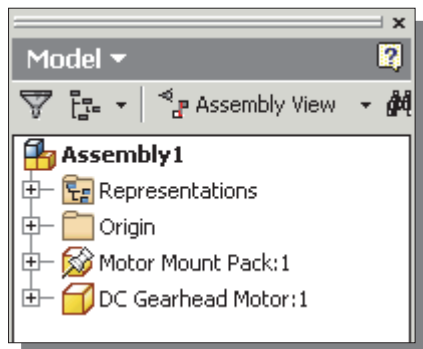 Model
Assembly View
Assembly1
Representations
Origin
Motor Mount Pack:1
DC Gearhead Motor:1